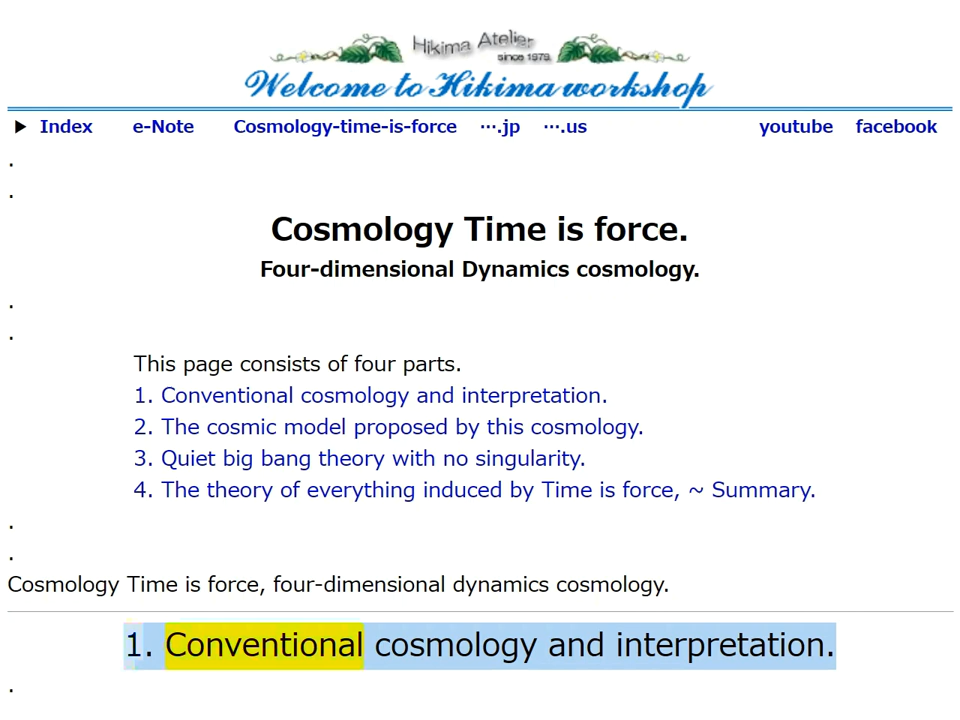 Hikima Atelier
since 1979.
Welcome to Hikima workshop
▶ Index e-Note Cosmology-time-is-force ….jp ….us youtube facebook
.
.
Cosmology Time is force.
Four-dimensional Dynamics cosmology.
.
.
This page consists of four parts.
1. Conventional cosmology and interpretation.
2. The cosmic model proposed by this cosmology.
3. Quiet big bang theory with no singularity.
4. The theory of everything induced by Time is force, ~ Summary.
.
.
Cosmology Time is force, four-dimensional dynamics cosmology.
1. Conventional cosmology and interpretation.
.